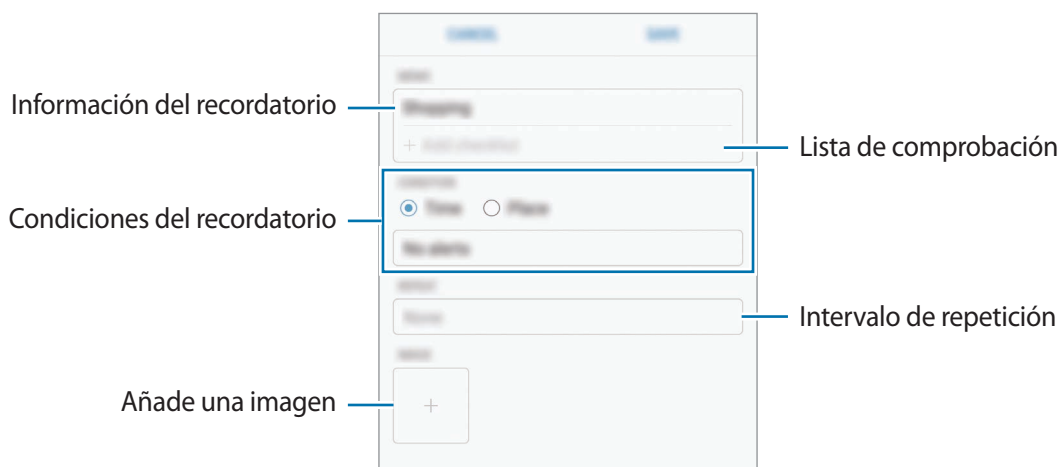 CANCEL SAVE
Información del recordatorio
Shopping
+ Add checklist
Lista de comprobación
Condiciones del recordatorio
Time Place
No alerts
None
Intervalo de repetición
Añade una imagen
+